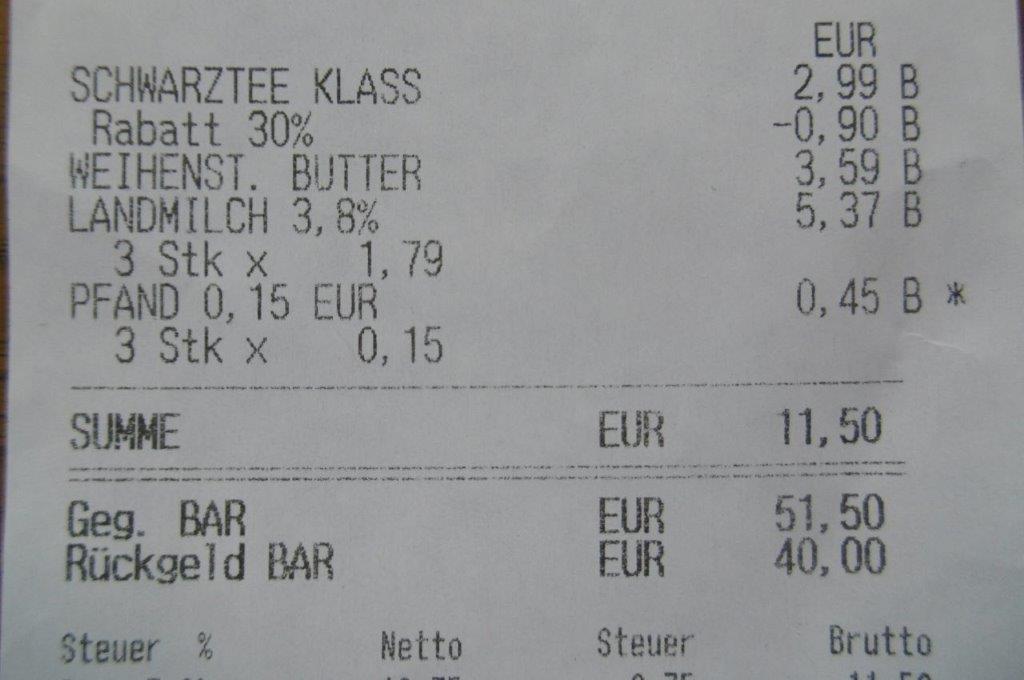 EUR
SCHWARZTEE KLASS 2,99 B
Rabatt 30% -0,90 B
WEIHENST. BUTTER 3,59 B
LANDMILCH 3,8% 5,37 B
3 Stk x 1,79
PFAND 0,15 EUR 0,45 B *
3 Stk x 0,15
SUMME EUR 11,50
Geg. BAR EUR 51,50
Rückgeld BAR EUR 40,00
Steuer % Netto Steuer Brutto